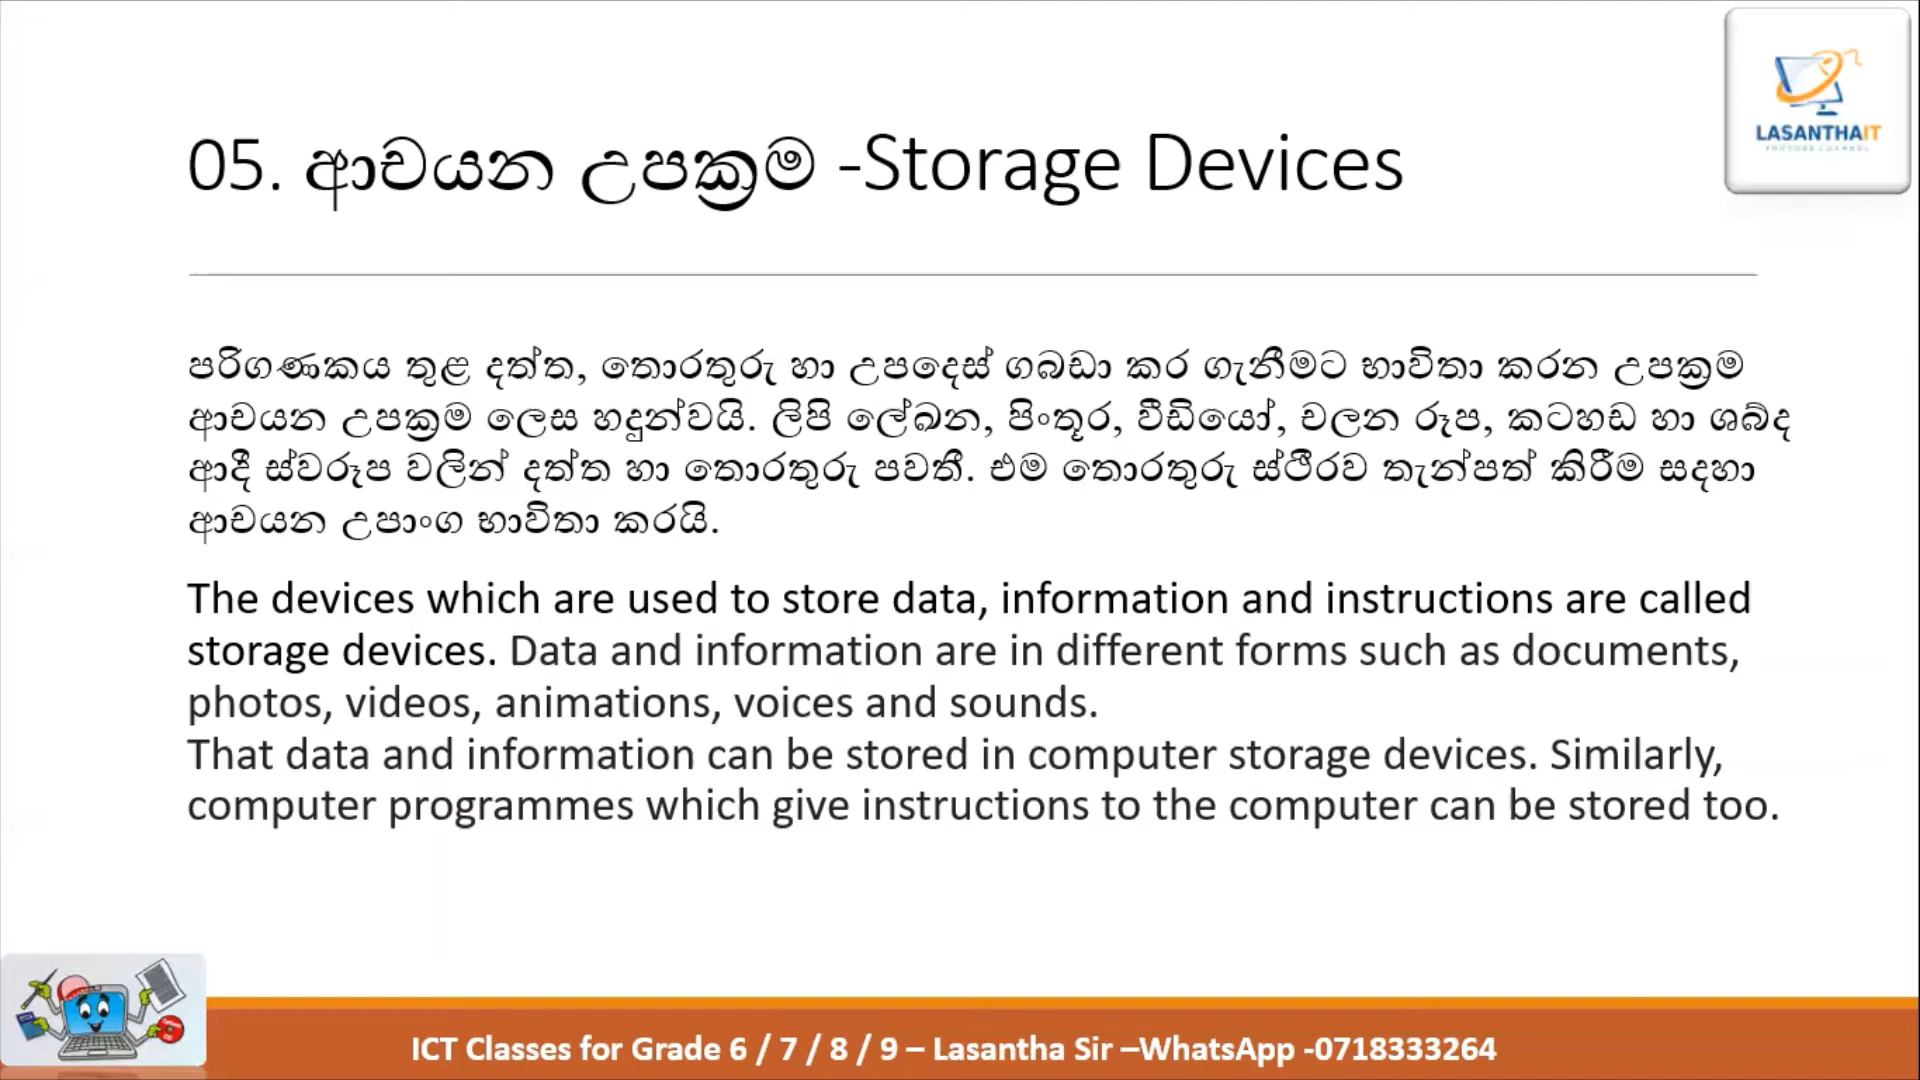 LASANTHAIT
05. ආචයන උපක්‍රම -Storage Devices
පරිගණකය තුළ දත්ත, තොරතුරු හා උපදෙස් ගබඩා කර ගැනීමට භාවිතා කරන උපක්‍රම
ආචයන උපක්‍රම ලෙස හදුන්වයි. ලිපි ලේඛන, පිංතූර, වීඩියෝ, චලන රූප, කටහඩ හා ශබ්ද
ආදී ස්වරූප වලින් දත්ත හා තොරතුරු පවතී. එම තොරතුරු ස්ථීරව තැන්පත් කිරීම සදහා
ආචයන උපාංග භාවිතා කරයි.
The devices which are used to store data, information and instructions are called
storage devices. Data and information are in different forms such as documents,
photos, videos, animations, voices and sounds.
That data and information can be stored in computer storage devices. Similarly,
computer programmes which give instructions to the computer can be stored too.
ICT Classes for Grade 6 / 7 / 8 / 9 – Lasantha Sir –WhatsApp -0718333264